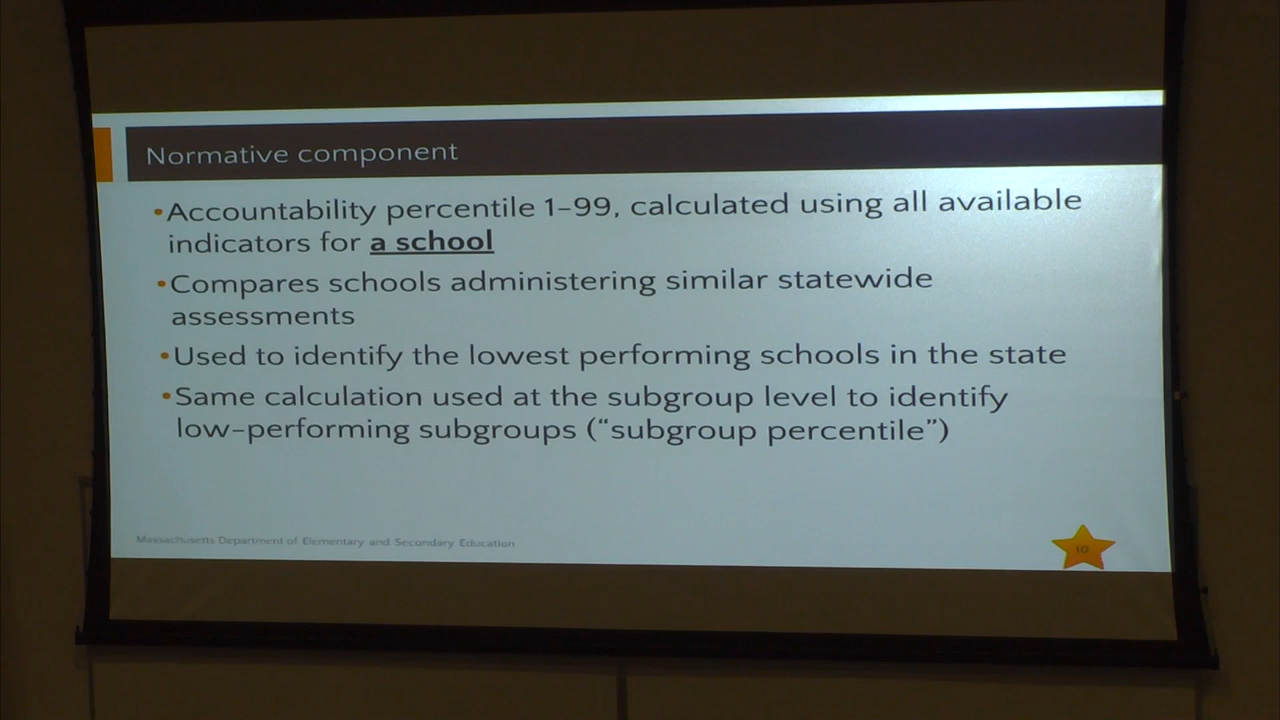 Normative component
•Accountability percentile 1-99, calculated using all available
indicators for a school
•Compares schools administering similar statewide
assessments
•Used to identify the lowest performing schools in the state
•Same calculation used at the subgroup level to identify
low-performing subgroups (“subgroup percentile”)
Massachusetts Department of Elementary and Secondary Education
10